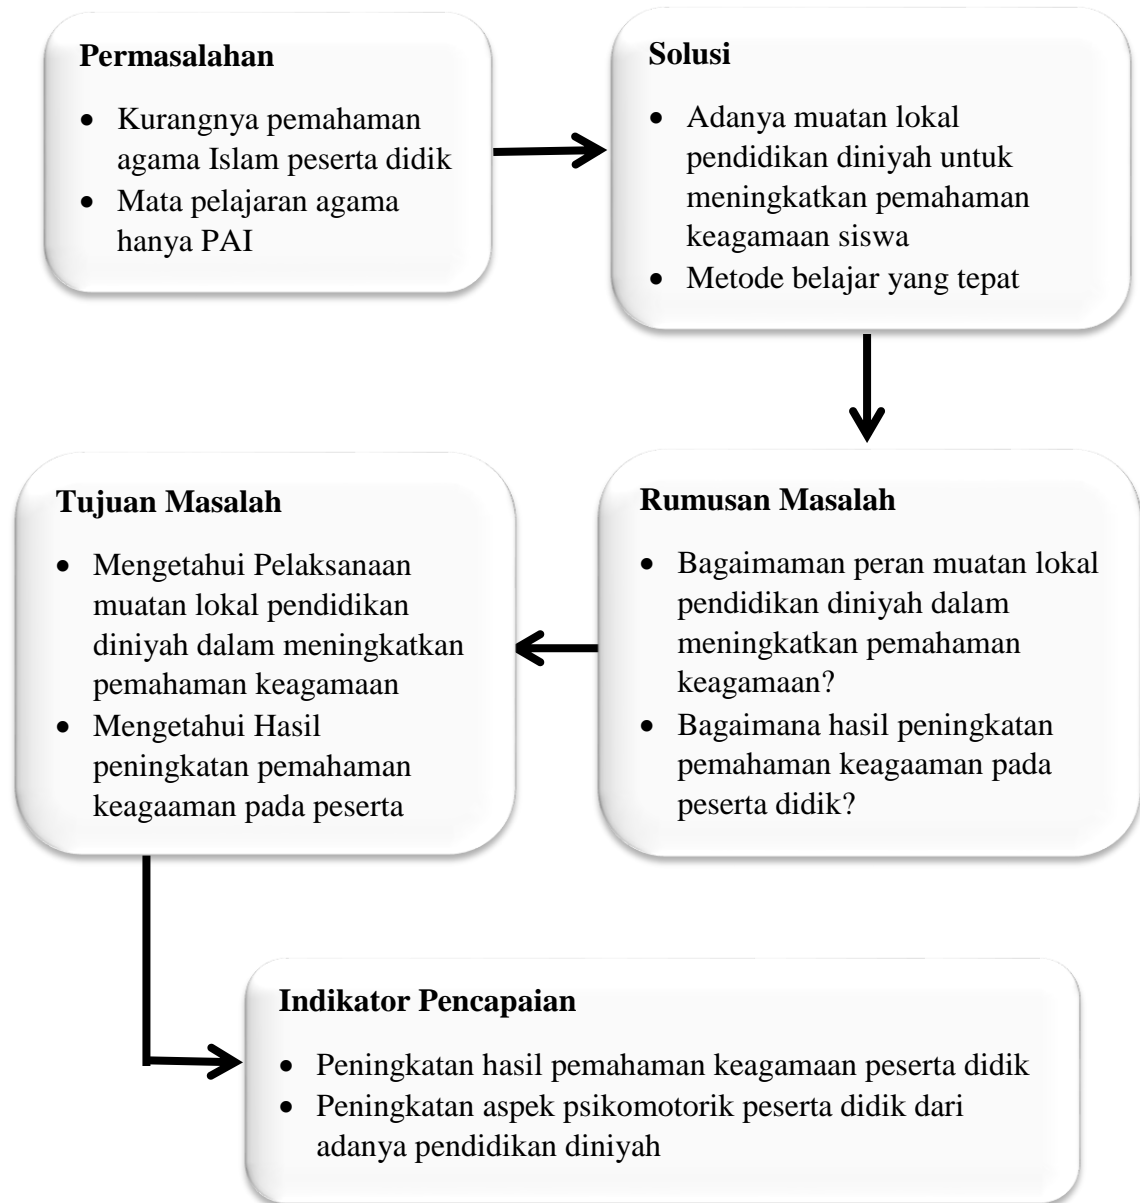 Permasalahan
• Kurangnya pemahaman
agama Islam peserta didik
• Mata pelajaran agama
hanya PAI
Solusi
• Adanya muatan lokal
pendidikan diniyah untuk
meningkatkan pemahaman
keagamaan siswa
• Metode belajar yang tepat
Rumusan Masalah
• Bagaimaman peran muatan lokal
pendidikan diniyah dalam
meningkatkan pemahaman
keagamaan?
• Bagaimana hasil peningkatan
pemahaman keagaaman pada
peserta didik?
Tujuan Masalah
• Mengetahui Pelaksanaan
muatan lokal pendidikan
diniyah dalam meningkatkan
pemahaman keagamaan
• Mengetahui Hasil
peningkatan pemahaman
keagaaman pada peserta
Indikator Pencapaian
• Peningkatan hasil pemahaman keagamaan peserta didik
• Peningkatan aspek psikomotorik peserta didik dari
adanya pendidikan diniyah